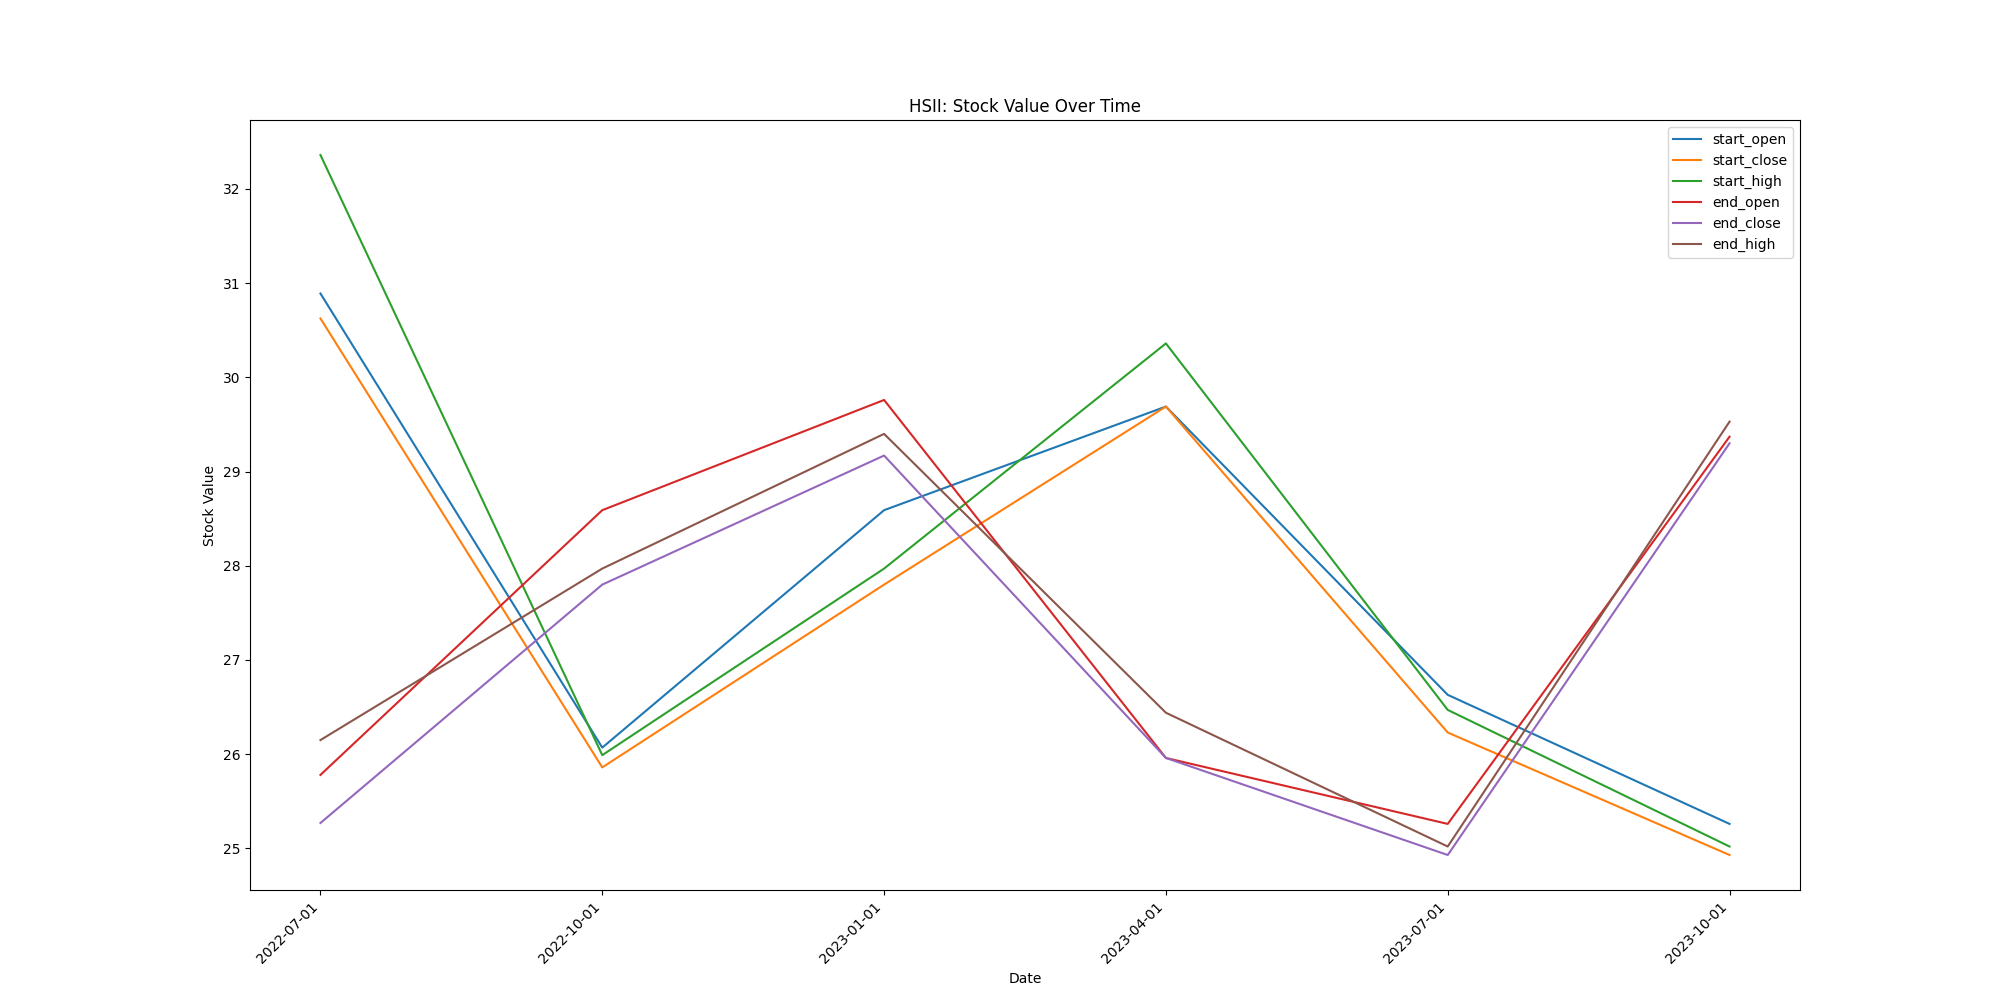 HSII: Stock Value Over Time
start_open
start_close
start_high
end_open
end_close
end_high
Stock Value
32
31
30
29
28
27
26
25
2022-07-01
2022-10-01
2023-01-01
2023-04-01
2023-07-01
2023-10-01
Date